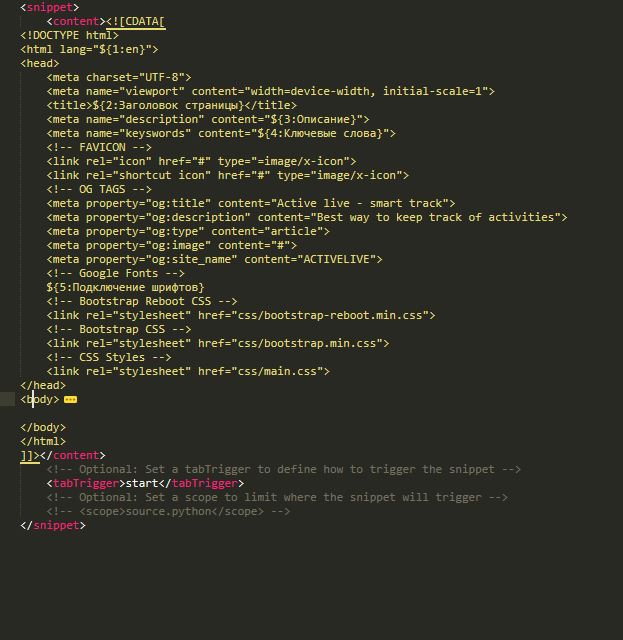 <snippet>
    <content><![CDATA[
<!DOCTYPE html>
<html lang="${1:en}">
<head>
    <meta charset="UTF-8">
    <meta name="viewport" content="width=device-width, initial-scale=1">
    <title>${2:Заголовок страницы}</title>
    <meta name="description" content="${3:Описание}">
    <meta name="keyswords" content="${4:Ключевые слова}">
    <!-- FAVICON -->
    <link rel="icon" href="#" type="=image/x-icon">
    <link rel="shortcut icon" href="#" type="image/x-icon">
    <!-- OG TAGS -->
    <meta property="og:title" content="Active live - smart track">
    <meta property="og:description" content="Best way to keep track of activities">
    <meta property="og:type" content="article">
    <meta property="og:image" content="#">
    <meta property="og:site_name" content="ACTIVELIVE">
    <!-- Google Fonts -->
    ${5:Подключение шрифтов}
    <!-- Bootstrap Reboot CSS -->
    <link rel="stylesheet" href="css/bootstrap-reboot.min.css">
    <!-- Bootstrap CSS -->
    <link rel="stylesheet" href="css/bootstrap.min.css">
    <!-- CSS Styles -->
    <link rel="stylesheet" href="css/main.css">
</head>
<body>
</body>
</html>
]]></content>
    <!-- Optional: Set a tabTrigger to define how to trigger the snippet -->
    <tabTrigger>start</tabTrigger>
    <!-- Optional: Set a scope to limit where the snippet will trigger -->
    <!-- <scope>source.python</scope> -->
</snippet>